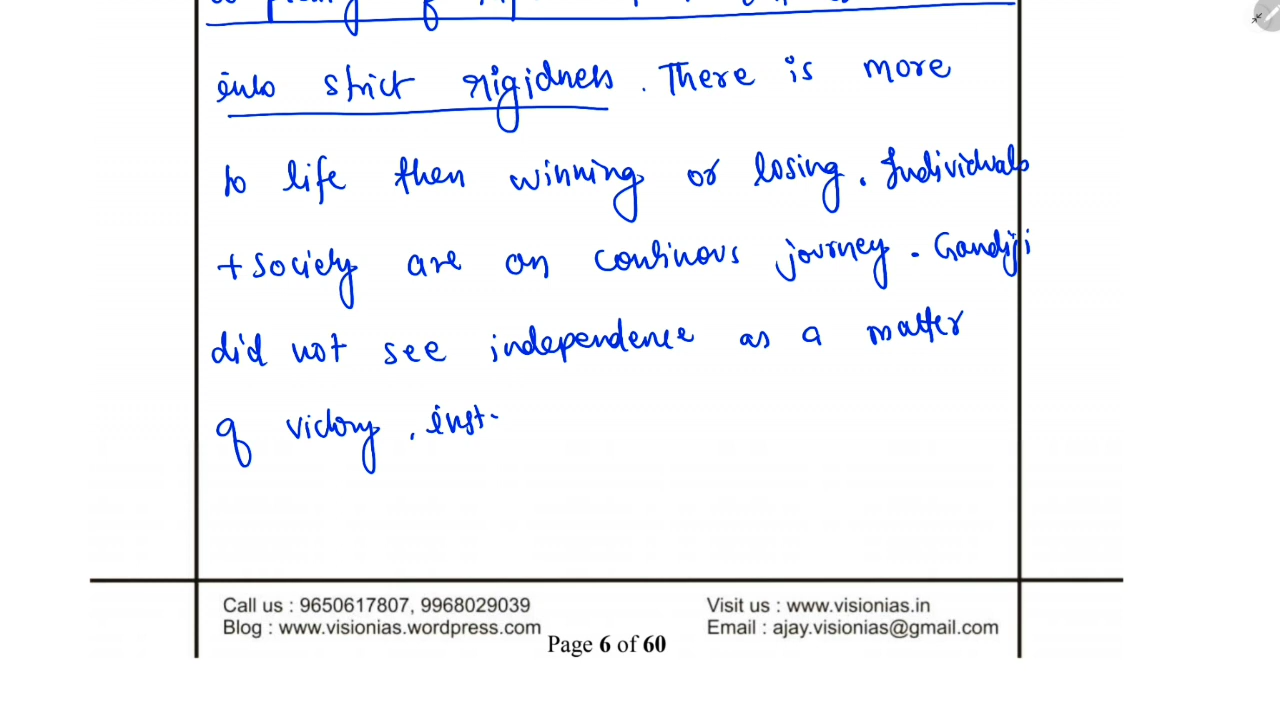 into strict rigidness. There is more
to life then winning or losing. Individuals
+ society are on continous journey. Gandiji
did not see independence as a matter
of victory, inst.
Call us : 9650617807, 9968029039
Visit us : www.visionias.in
Blog : www.visionias.wordpress.com
Email : ajay.visionias@gmail.com
Page 6 of 60